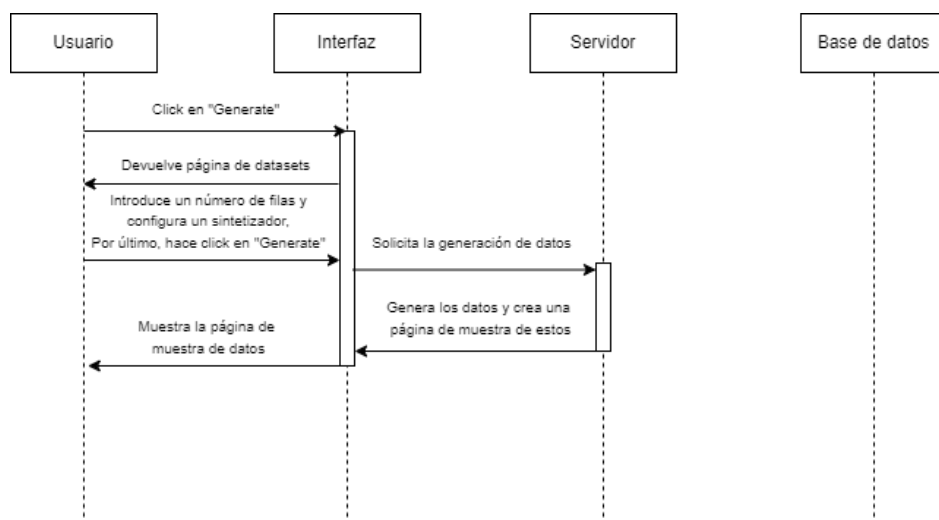 Usuario
Interfaz
Servidor
Base de datos
Click en "Generate"
Devuelve página de datasets
Introduce un número de filas y
configura un sintetizador,
Por último, hace click en "Generate"
Solicita la generación de datos
Genera los datos y crea una
página de muestra de estos
Muestra la página de
muestra de datos